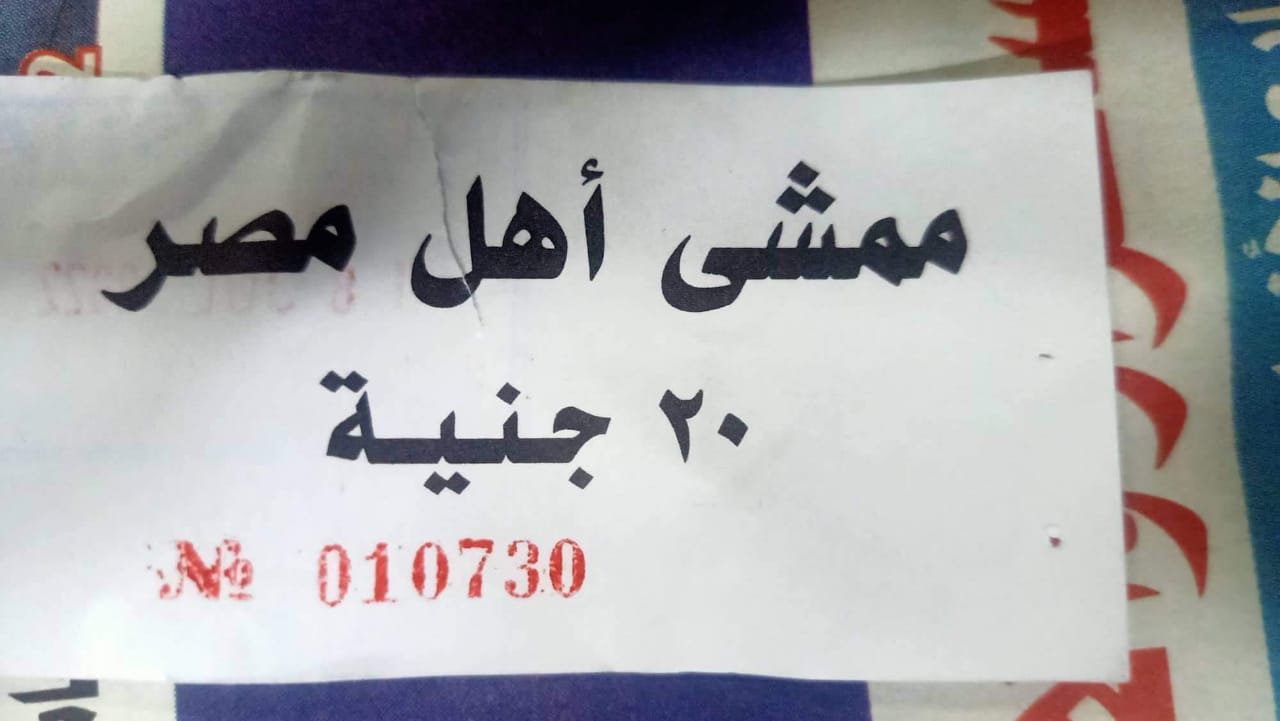 ممشى أهل مصر
٢٠ جنية
№ 010730